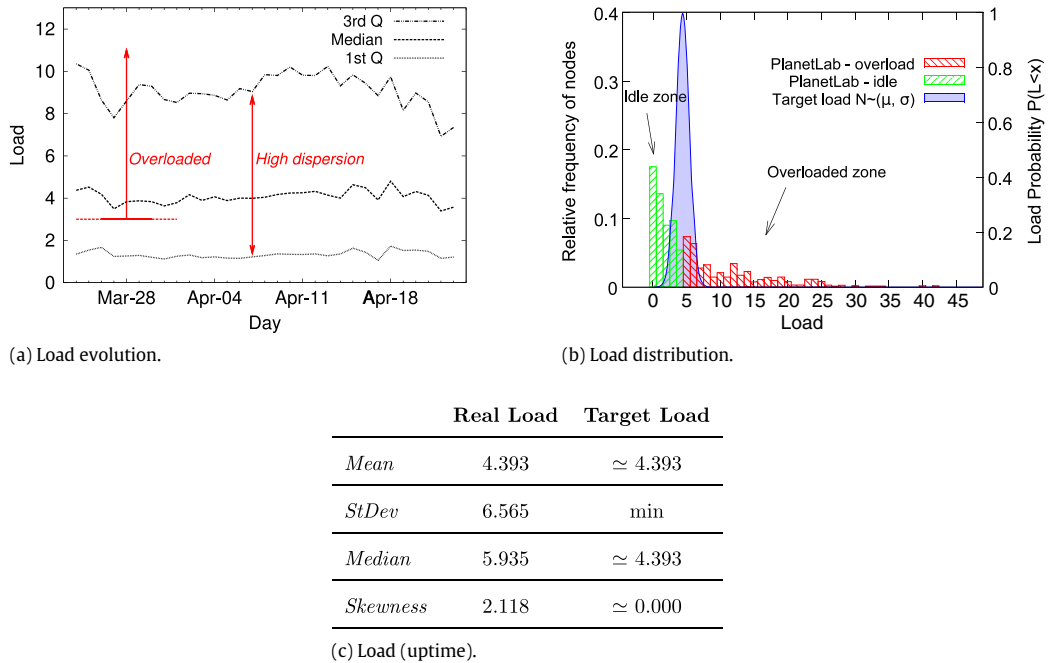 3rd Q
Median
1st Q
14
12
10
8
6
4
2
0
Load
Overloaded
High dispersion
Mar-28 Apr-04 Apr-11 Apr-18
Day
(a) Load evolution.
0.4
0.3
0.2
0.1
0
Relative frequency of nodes
PlanetLab - overload
PlanetLab - idle
Target load N~(μ, σ)
Idle zone
Overloaded zone
1
0.8
0.6
0.4
0.2
0
Load Probability P(L<x)
0 5 10 15 20 25 30 35 40 45
Load
(b) Load distribution.
Real Load Target Load
Mean 4.393 ≃ 4.393
StDev 6.565 min
Median 5.935 ≃ 4.393
Skewness 2.118 ≃ 0.000
(c) Load (uptime).